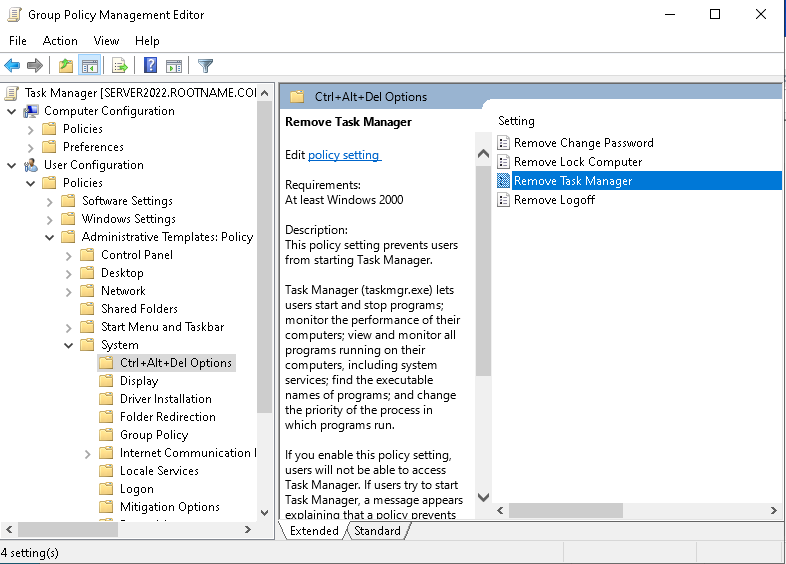 Group Policy Management Editor
File Action View Help
Task Manager [SERVER2022.ROOTNAME.CO
Computer Configuration
Policies
Preferences
User Configuration
Policies
Software Settings
Windows Settings
Administrative Templates: Policy
Control Panel
Desktop
Network
Shared Folders
Start Menu and Taskbar
System
Ctrl+Alt+Del Options
Display
Driver Installation
Folder Redirection
Group Policy
Internet Communication
Locale Services
Logon
Mitigation Options
Ctrl+Alt+Del Options
Remove Task Manager
Edit policy setting
Requirements:
At least Windows 2000
Description:
This policy setting prevents users
from starting Task Manager.
Task Manager (taskmgr.exe) lets
users start and stop programs;
monitor the performance of their
computers; view and monitor all
programs running on their
computers, including system
services; find the executable
names of programs; and change
the priority of the process in
which programs run.
If you enable this policy setting,
users will not be able to access
Task Manager. If users try to start
Task Manager, a message appears
explaining that a policy prevents
Setting
Remove Change Password
Remove Lock Computer
Remove Task Manager
Remove Logoff
Extended Standard
4 setting(s)